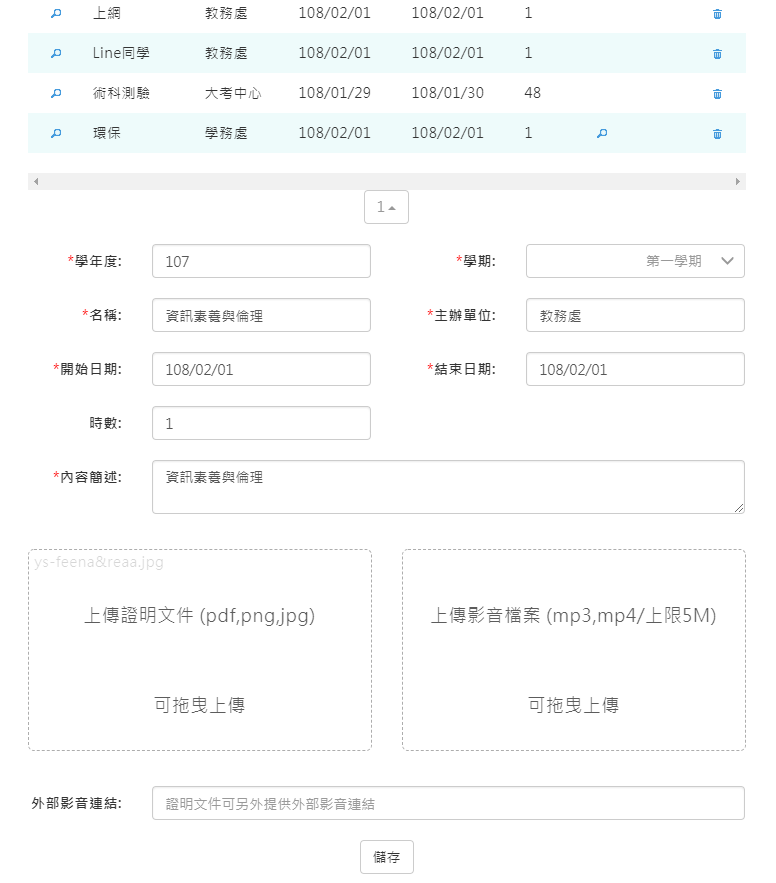 上網 教務處 108/02/01 108/02/01 1
Line同學 教務處 108/02/01 108/02/01 1
術科測驗 大考中心 108/01/29 108/01/30 48
環保 學務處 108/02/01 108/02/01 1
1
*學年度: 107 *學期: 第一學期
*名稱: 資訊素養與倫理 *主辦單位: 教務處
*開始日期: 108/02/01 *結束日期: 108/02/01
時數: 1
*內容簡述: 資訊素養與倫理
ys-feena&reaa.jpg
上傳證明文件 (pdf,png,jpg) 上傳影音檔案 (mp3,mp4/上限5M)
可拖曳上傳 可拖曳上傳
外部影音連結: 證明文件可另外提供外部影音連結
儲存